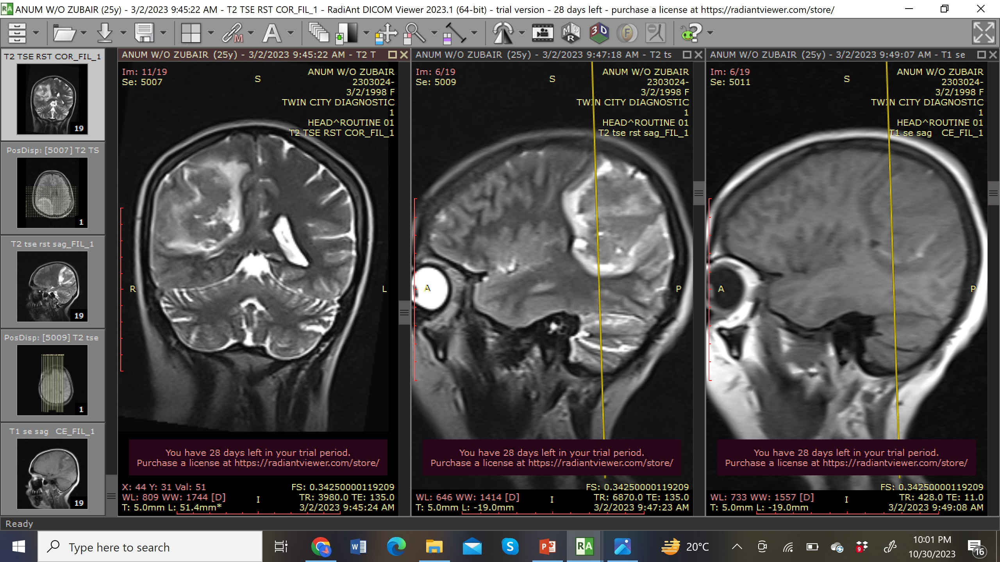 ANUM W/O ZUBAIR (25y) - 3/2/2023 9:45:22 AM - T2 TSE RST COR_FIL_1 - RadiAnt DICOM Viewer 2023.1 (64-bit) - trial version - 28 days left - purchase a license at https://radiantviewer.com/store/
T2 TSE RST COR_FIL_1
19
PosDisp: [5007] T2 TS
1
T2 tse rst sag_FIL_1
19
PosDisp: [5009] T2 tse
1
T1 se sag CE_FIL_1
19
ANUM W/O ZUBAIR (25y) - 3/2/2023 9:45:22 AM - T2 T
Im: 11/19
Se: 5007
S
ANUM W/O ZUBAIR
2303024-
3/2/1998 F
TWIN CITY DIAGNOSTIC
1
HEAD^ROUTINE 01
T2 TSE RST COR_FIL_1
R
L
You have 28 days left in your trial period.
Purchase a license at https://radiantviewer.com/store/
X: 44 Y: 31 Val: 51
WL: 809 WW: 1744 [D]
T: 5.0mm L: 51.4mm*
I
FS: 0.34250000119209
TR: 3980.0 TE: 135.0
3/2/2023 9:45:24 AM
ANUM W/O ZUBAIR (25y) - 3/2/2023 9:47:18 AM - T2 ts
Im: 6/19
Se: 5009
S
ANUM W/O ZUBAIR
2303024-
3/2/1998 F
TWIN CITY DIAGNOSTIC
1
HEAD^ROUTINE 01
T2 tse rst sag_FIL_1
A
P
You have 28 days left in your trial period.
Purchase a license at https://radiantviewer.com/store/
WL: 646 WW: 1414 [D]
T: 5.0mm L: -19.0mm
I
FS: 0.34250000119209
TR: 6870.0 TE: 135.0
3/2/2023 9:47:23 AM
ANUM W/O ZUBAIR (25y) - 3/2/2023 9:49:07 AM - T1 se
Im: 6/19
Se: 5011
S
ANUM W/O ZUBAIR
2303024-
3/2/1998 F
TWIN CITY DIAGNOSTIC
1
HEAD^ROUTINE 01
T1 se sag CE_FIL_1
A
P
You have 28 days left in your trial period.
Purchase a license at https://radiantviewer.com/store/
WL: 733 WW: 1557 [D]
T: 5.0mm L: -19.0mm
I
FS: 0.34250000119209
TR: 428.0 TE: 11.0
3/2/2023 9:49:08 AM
Ready
Type here to search
20°C
10:01 PM
10/30/2023
16